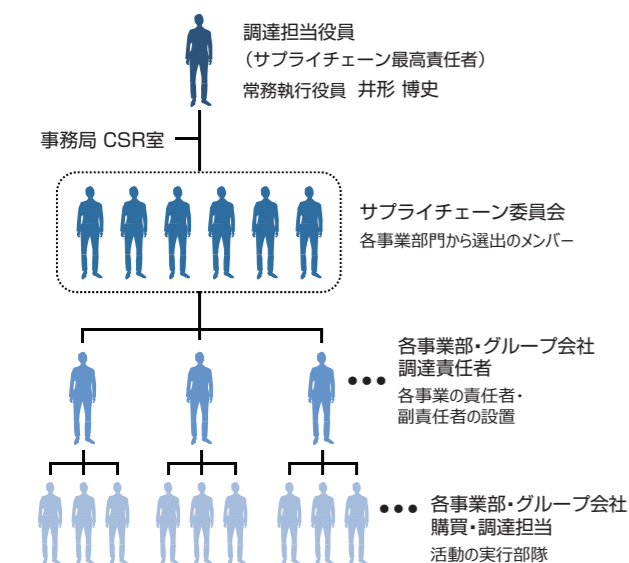 調達担当役員
（サプライチェーン最高責任者）
常務執行役員 井形 博史
事務局 CSR室
サプライチェーン委員会
各事業部門から選出のメンバー
各事業部・グループ会社
調達責任者
各事業の責任者・
副責任者の設置
各事業部・グループ会社
購買・調達担当
活動の実行部隊